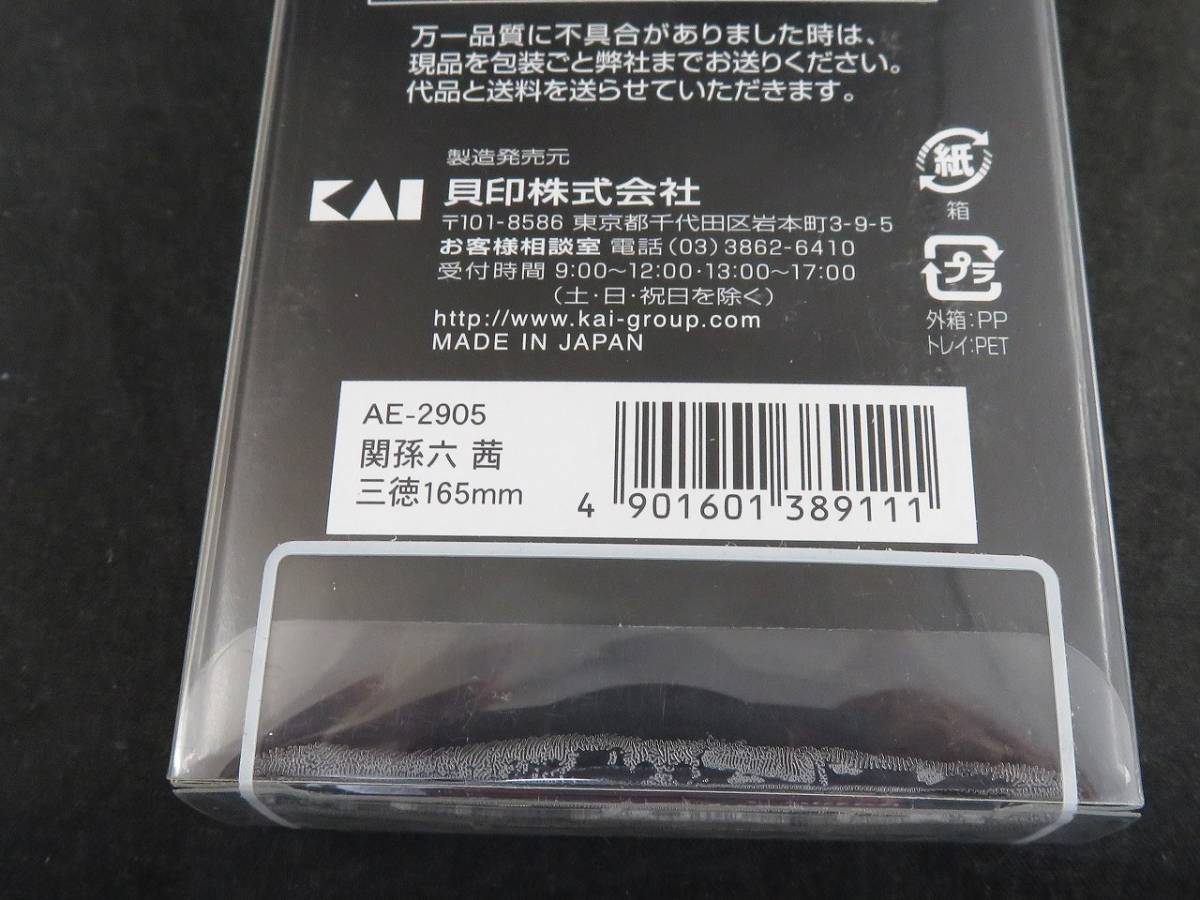 万一品質に不具合がありました時は、
現品を包装ごと弊社までお送りください。
代品と送料を送らせていただきます。
製造発売元
KAI 貝印株式会社
〒101-8586 東京都千代田区岩本町3-9-5
お客様相談室 電話(03)3862-6410
受付時間 9:00〜12:00・13:00〜17:00
(土・日・祝日を除く)
http://www.kai-group.com
MADE IN JAPAN
紙
箱
プラ
外箱:PP
トレイ:PET
AE-2905
関孫六 茜
三徳165mm
4 901601 389111